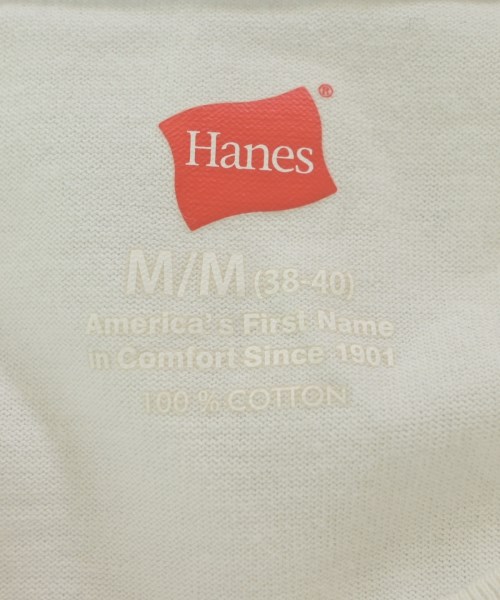 Hanes®
M/M (38-40)
America's First Name
in Comfort Since 1901
100 % COTTON